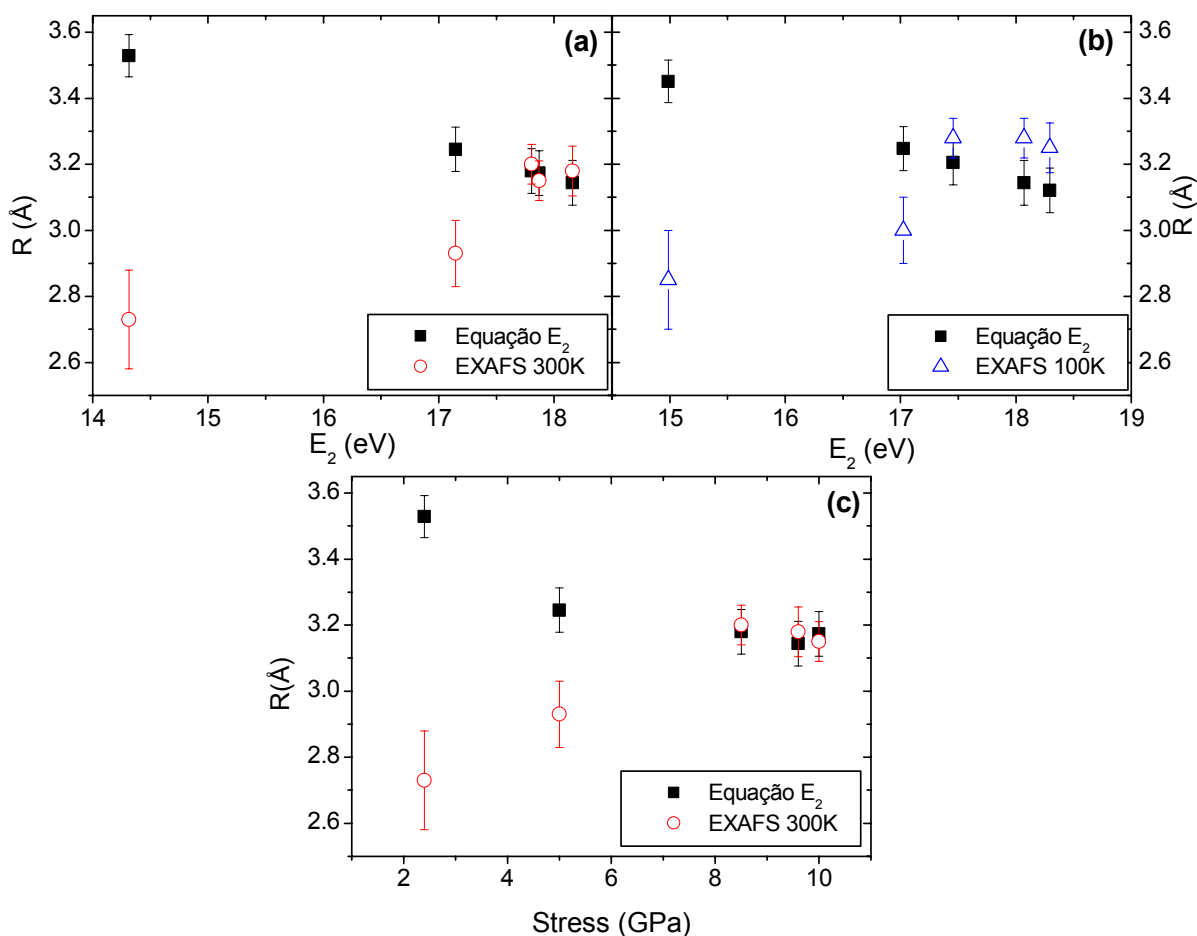 (a)
3.6
3.4
3.2
3.0
2.8
2.6
R (Å)
Equação E₂
EXAFS 300K
14 15 16 17 18
E₂ (eV)
(b)
3.6
3.4
3.2
3.0
2.8
2.6
R (Å)
Equação E₂
EXAFS 100K
15 16 17 18 19
E₂ (eV)
(c)
3.6
3.4
3.2
3.0
2.8
2.6
R(Å)
Equação E₂
EXAFS 300K
2 4 6 8 10
Stress (GPa)